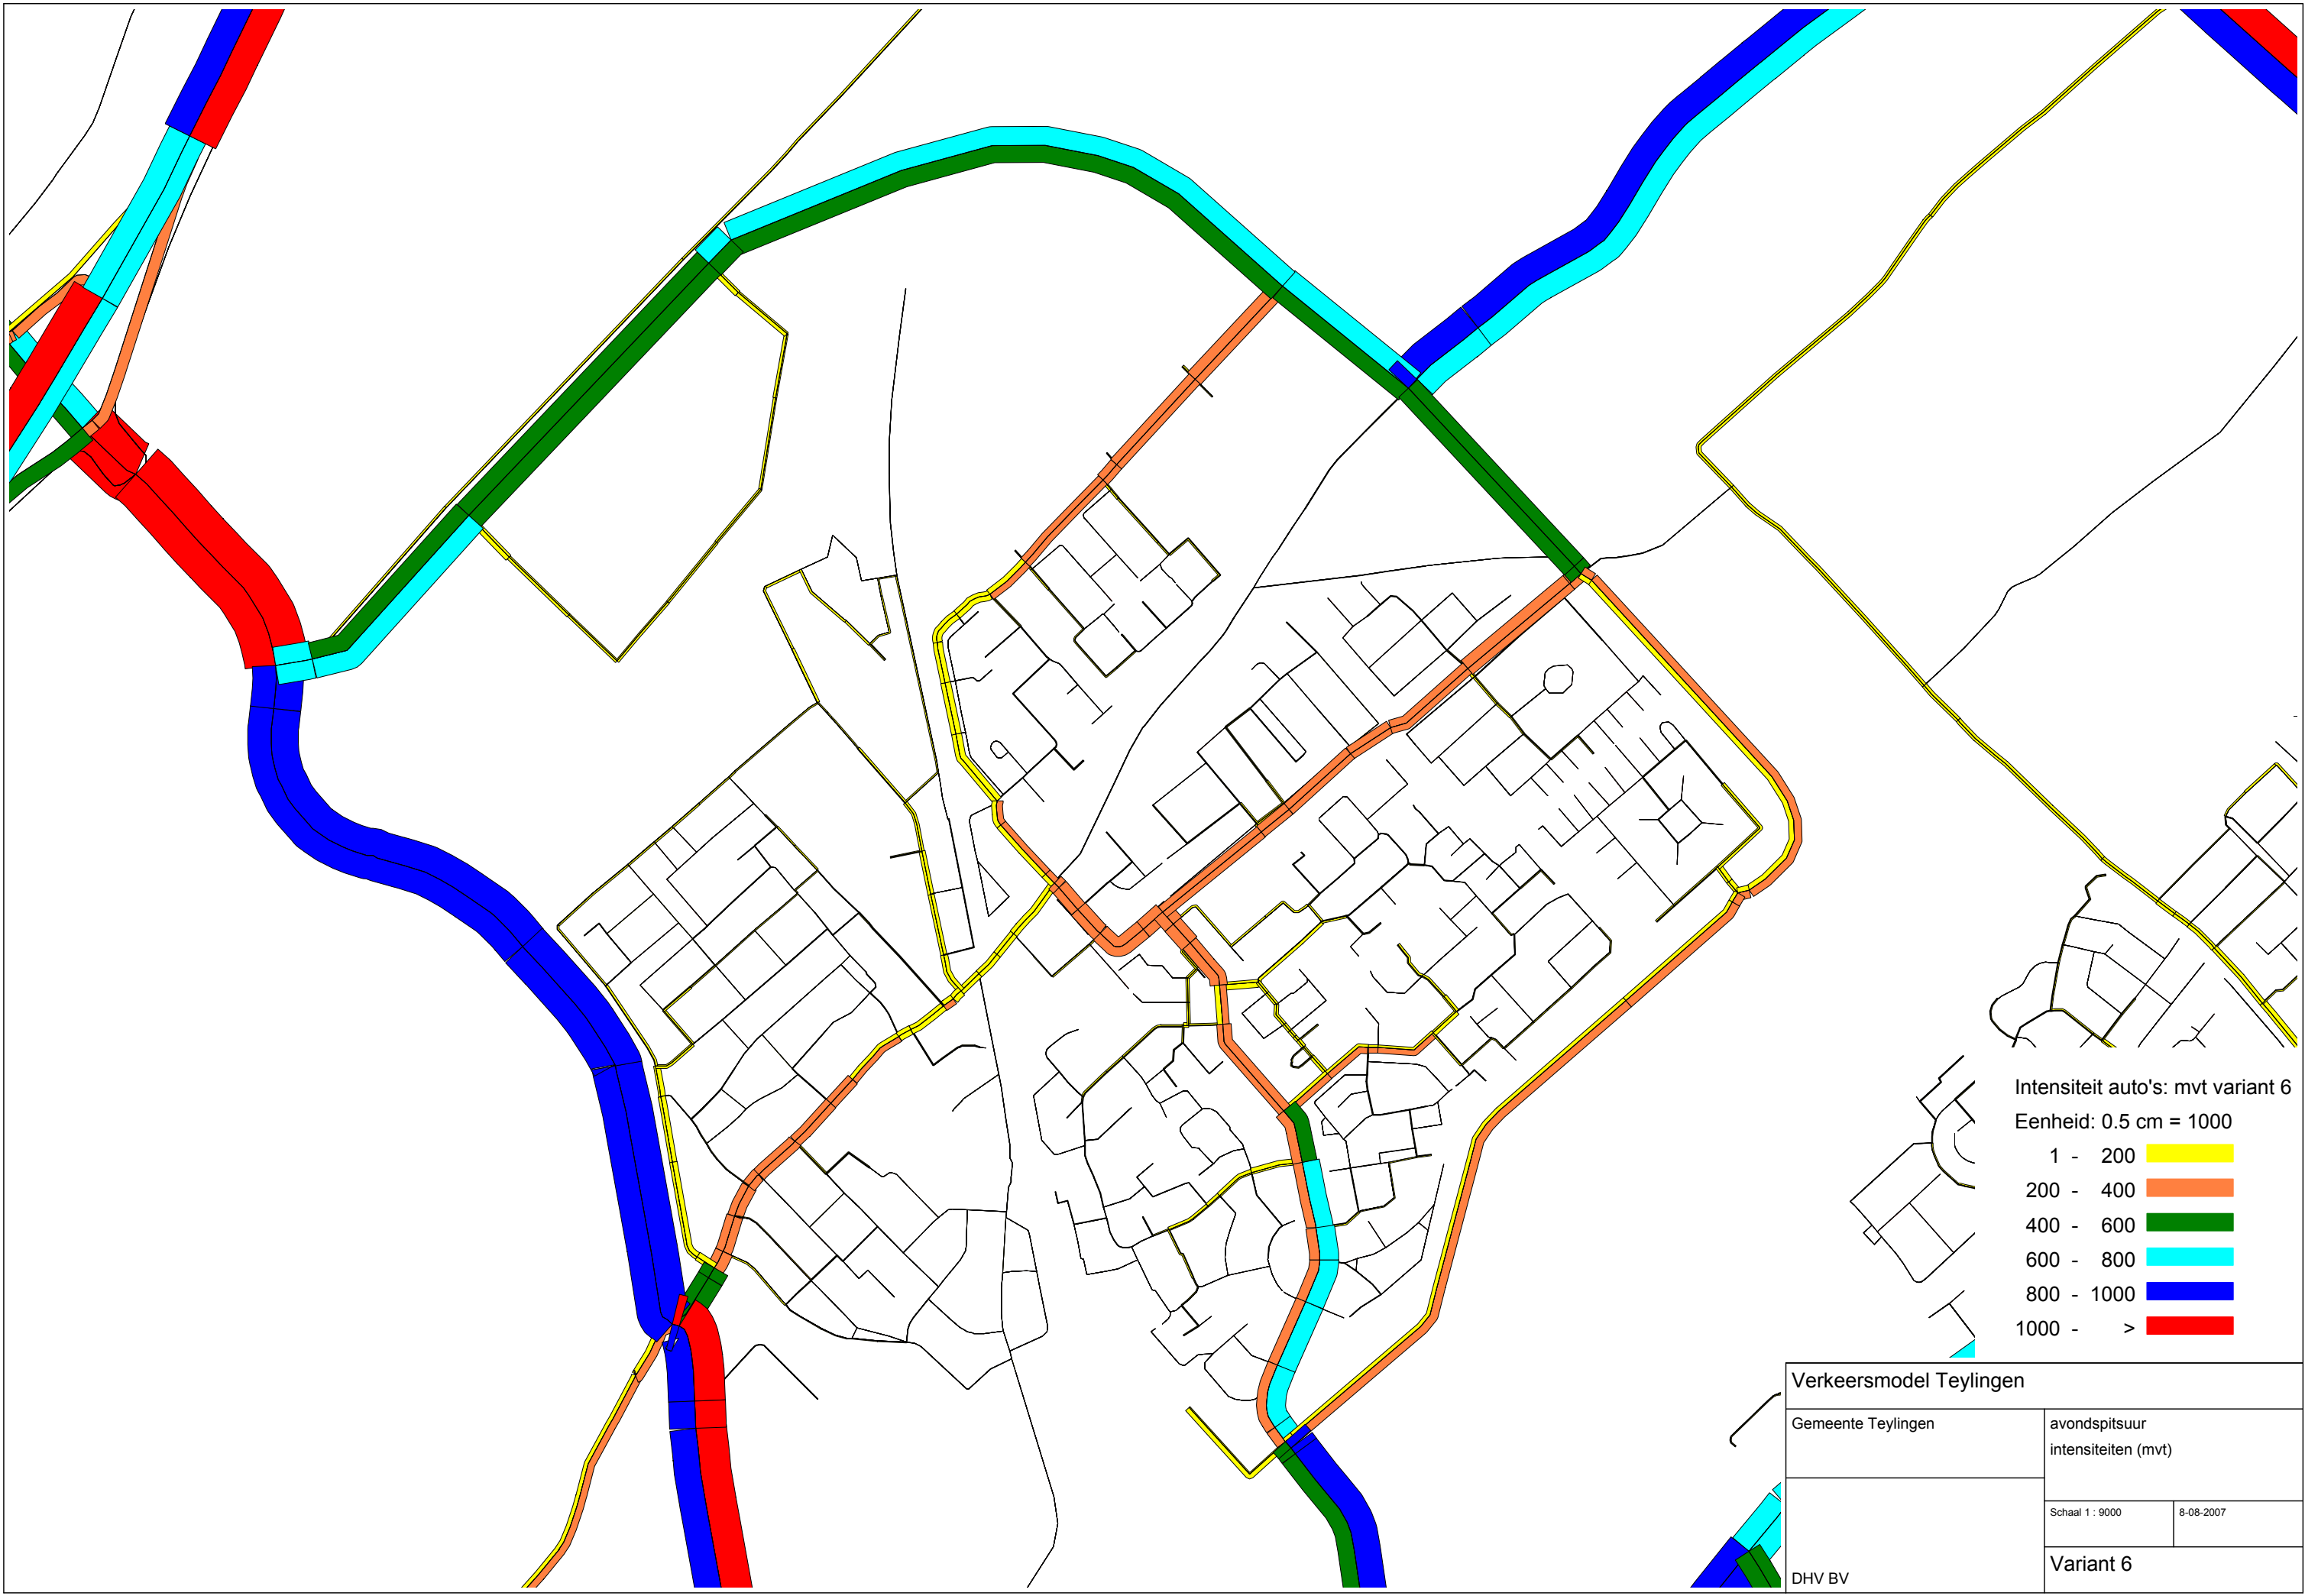 Intensiteit auto's: mvt variant 6
Eenheid: 0.5 cm = 1000
1 - 200
200 - 400
400 - 600
600 - 800
800 - 1000
1000 - >
Verkeersmodel Teylingen
Gemeente Teylingen
avondspitsuur
intensiteiten (mvt)
Schaal 1 : 9000
8-08-2007
DHV BV
Variant 6